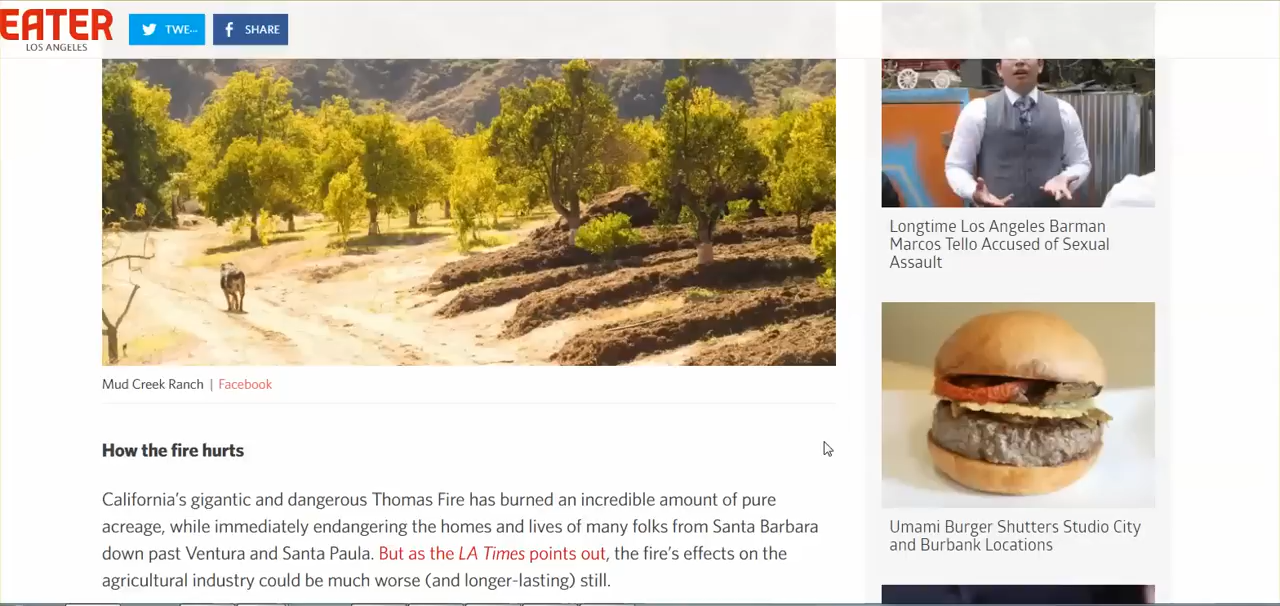 EATER
LOS ANGELES
TWE...
SHARE
Mud Creek Ranch | Facebook
How the fire hurts
California's gigantic and dangerous Thomas Fire has burned an incredible amount of pure
acreage, while immediately endangering the homes and lives of many folks from Santa Barbara
down past Ventura and Santa Paula. But as the LA Times points out, the fire's effects on the
agricultural industry could be much worse (and longer-lasting) still.
Longtime Los Angeles Barman
Marcos Tello Accused of Sexual
Assault
Umami Burger Shutters Studio City
and Burbank Locations